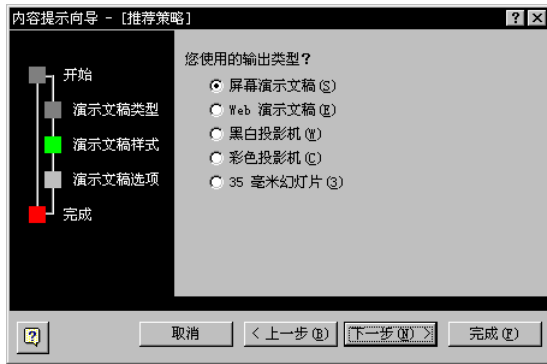 内容提示向导 - [推荐策略]
开始
演示文稿类型
演示文稿样式
演示文稿选项
完成
您使用的输出类型?
屏幕演示文稿(S)
Web 演示文稿(E)
黑白投影机(W)
彩色投影机(C)
35 毫米幻灯片(3)
取消
< 上一步(B)
下一步(N) >
完成(F)